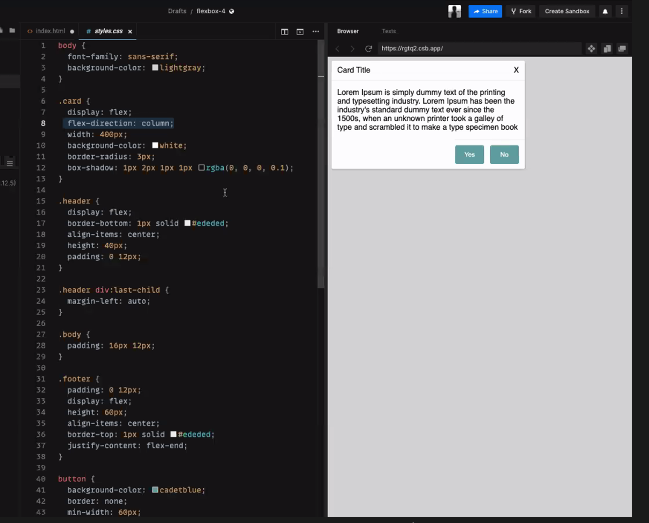 Drafts / flexbox-4
Share
Fork
Create Sandbox
index.html
styles.css
Browser
Tests
https://rgtq2.csb.app/
12.5)
1 body {
2 font-family: sans-serif;
3 background-color: lightgray;
4 }
5
6 .card {
7 display: flex;
8 flex-direction: column;
9 width: 400px;
10 background-color: white;
11 border-radius: 3px;
12 box-shadow: 1px 2px 1px 1px rgba(0, 0, 0, 0.1);
13 }
14
15 .header {
16 display: flex;
17 border-bottom: 1px solid #ededed;
18 align-items: center;
19 height: 40px;
20 padding: 0 12px;
21 }
22
23 .header div:last-child {
24 margin-left: auto;
25 }
26
27 .body {
28 padding: 16px 12px;
29 }
30
31 .footer {
32 padding: 0 12px;
33 display: flex;
34 height: 60px;
35 align-items: center;
36 border-top: 1px solid #ededed;
37 justify-content: flex-end;
38 }
39
40 button {
41 background-color: cadetblue;
42 border: none;
43 min-width: 60px;
Card Title
X
Lorem Ipsum is simply dummy text of the printing
and typesetting industry. Lorem Ipsum has been the
industry's standard dummy text ever since the
1500s, when an unknown printer took a galley of
type and scrambled it to make a type specimen book
Yes
No